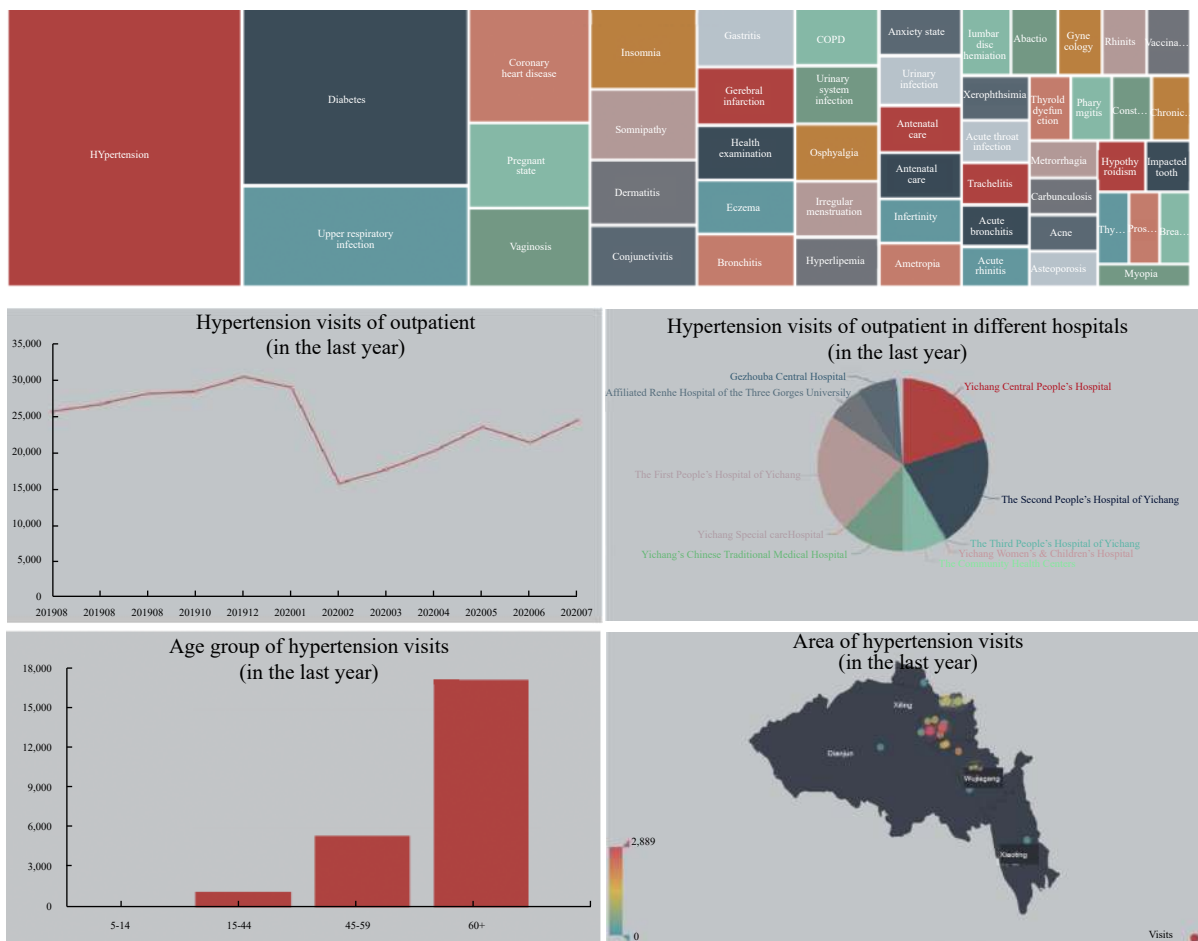 HYpertension
Diabetes
Upper respiratory
infection
Coronary
heart disease
Pregnant
state
Vaginosis
Insomnia
Somnipathy
Dermatitis
Conjunctivitis
Gastritis
Gerebral
infarction
Health
examination
Eczema
Bronchitis
COPD
Urinary
system
infection
Osphyalgia
Irregular
menstruation
Hyperlipemia
Anxiety state
Urinary
infection
Antenatal
care
Antenatal
care
Infertinity
Ametropia
Iumbar
disc
hemiation
Abactio
Gyne
cology
Rhinits
Vaccina…
Xerophthsimia
Thyrold
dyefun
ction
Phary
mgitis
Const…
Chronic…
Acute throat
infection
Metrorrhagia
Hypothy
roidism
Impacted
tooth
Trachelitis
Carbunculosis
Acute
bronchitis
Acne
Thy…
Pros…
Brea…
Acute
rhinitis
Asteoporosis
Myopia
Hypertension visits of outpatient
(in the last year)
35,000
30,000
25,000
20,000
15,000
10,000
5,000
0
201908 201908 201908 201910 201912 202001 202002 202003 202004 202005 202006 202007
Hypertension visits of outpatient in different hospitals
(in the last year)
Gezhouba Central Hospital
Yichang Central People's Hospital
Affiliated Renhe Hospital of the Three Gorges University
The First People's Hospital of Yichang
The Second People's Hospital of Yichang
Yichang Special careHospital
The Third People's Hospital of Yichang
Yichang's Chinese Traditional Medical Hospital
Yichang Women's & Children's Hospital
Age group of hypertension visits
(in the last year)
18,000
15,000
12,000
9,000
6,000
3,000
0
5-14 15-44 45-59 60+
Area of hypertension visits
(in the last year)
Xiling
Dianjun
Wujiagang
Xiaoting
2,889
0
Visits